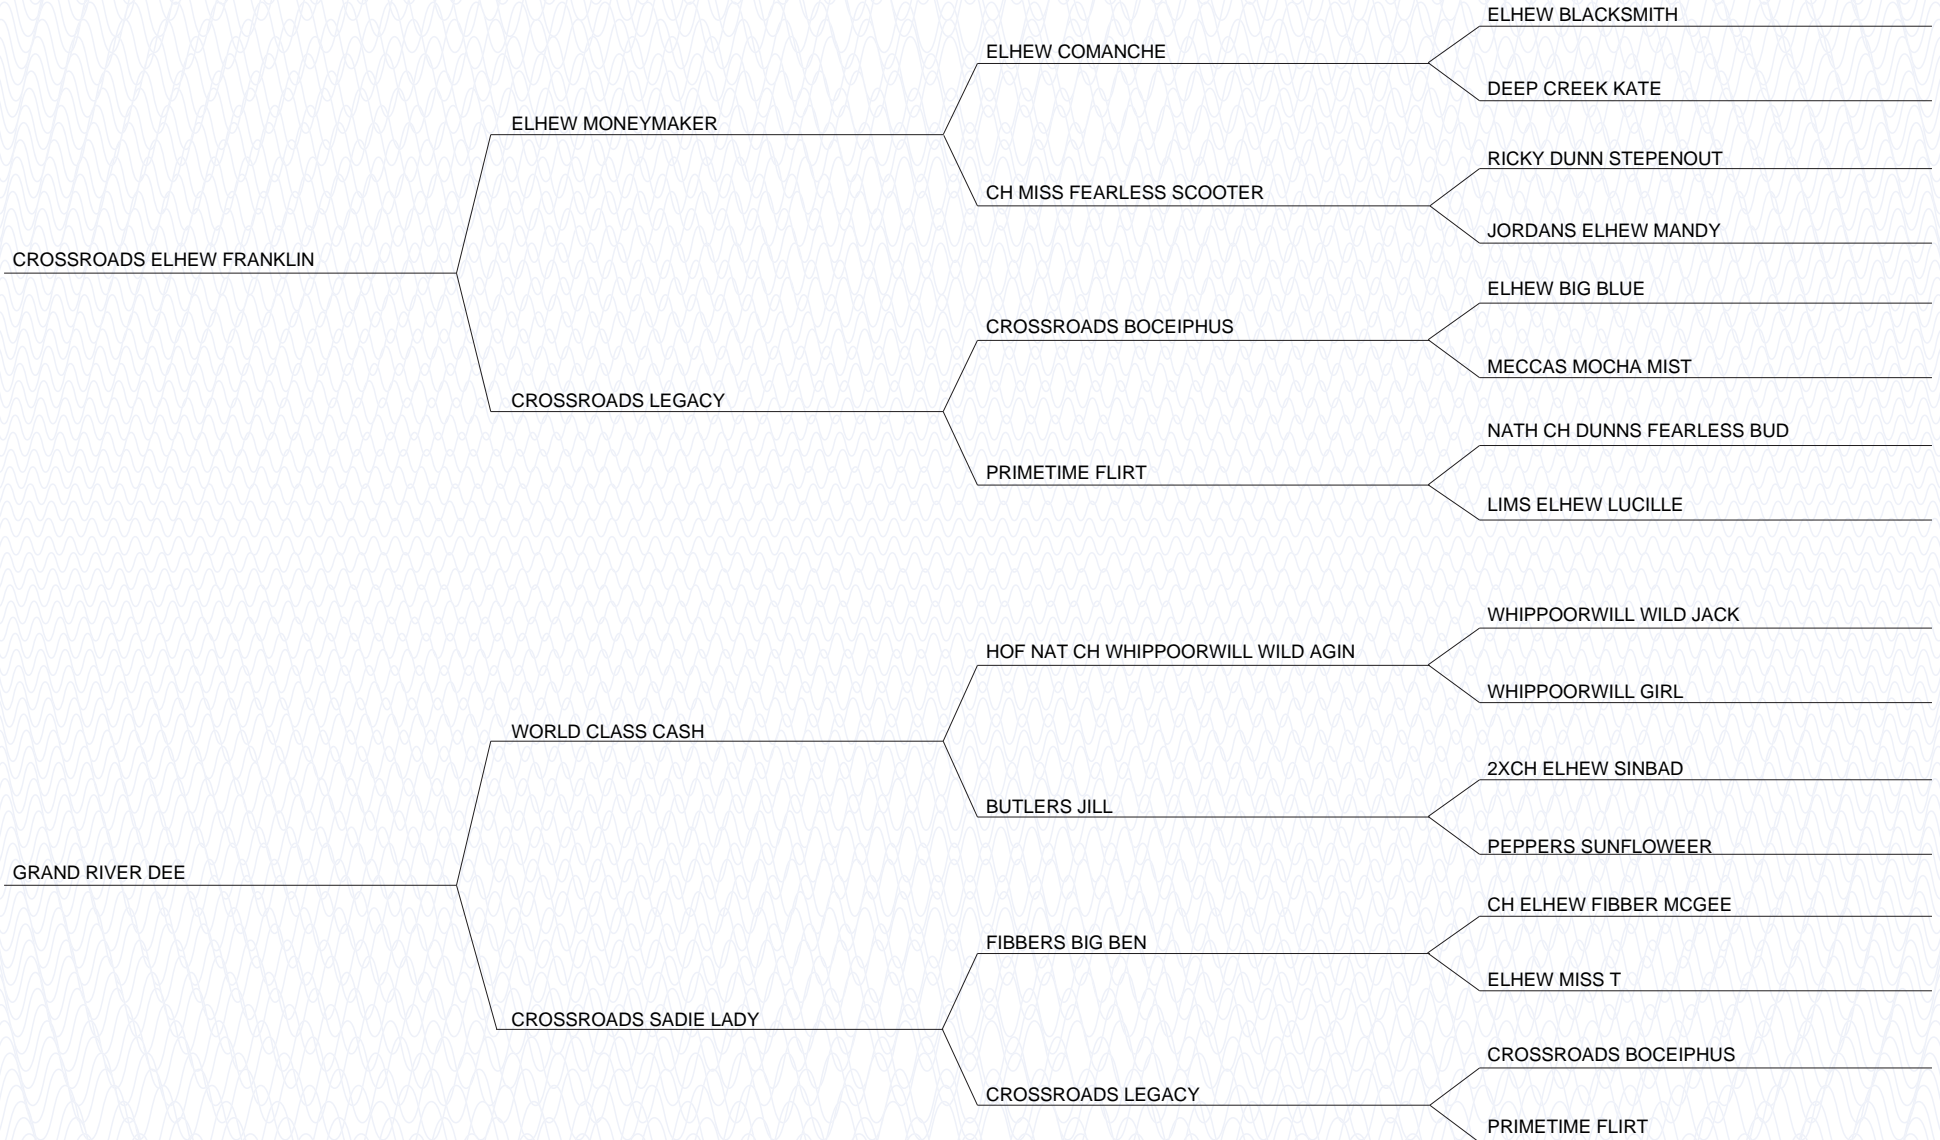 ELHEW BLACKSMITH
ELHEW COMANCHE
DEEP CREEK KATE
ELHEW MONEYMAKER
RICKY DUNN STEPENOUT
CH MISS FEARLESS SCOOTER
JORDANS ELHEW MANDY
CROSSROADS ELHEW FRANKLIN
ELHEW BIG BLUE
CROSSROADS BOCEIPHUS
MECCAS MOCHA MIST
CROSSROADS LEGACY
NATH CH DUNNS FEARLESS BUD
PRIMETIME FLIRT
LIMS ELHEW LUCILLE
WHIPPOORWILL WILD JACK
HOF NAT CH WHIPPOORWILL WILD AGIN
WHIPPOORWILL GIRL
WORLD CLASS CASH
2XCH ELHEW SINBAD
BUTLERS JILL
PEPPERS SUNFLOWEER
GRAND RIVER DEE
CH ELHEW FIBBER MCGEE
FIBBERS BIG BEN
ELHEW MISS T
CROSSROADS SADIE LADY
CROSSROADS BOCEIPHUS
CROSSROADS LEGACY
PRIMETIME FLIRT